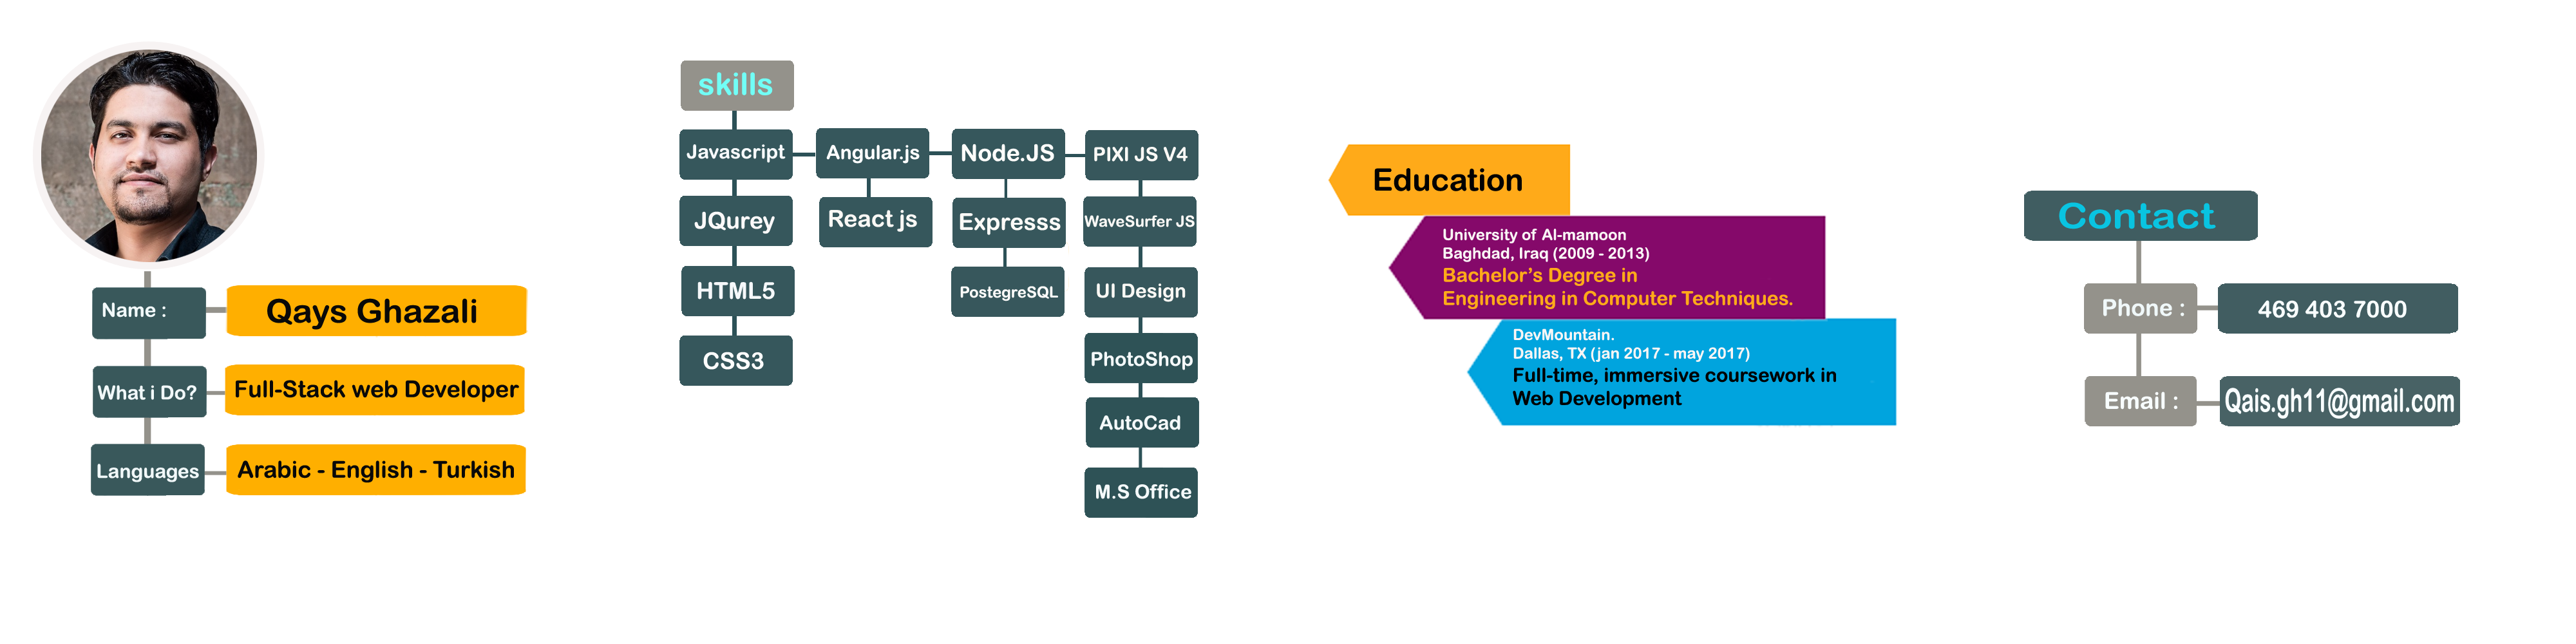 Name :
Qays Ghazali
What i Do?
Full-Stack web Developer
Languages
Arabic - English - Turkish
skills
Javascript
Angular.js
Node.JS
PIXI JS V4
JQurey
React js
Expresss
WaveSurfer JS
HTML5
PostegreSQL
UI Design
CSS3
PhotoShop
AutoCad
M.S Office
Education
University of Al-mamoon
Baghdad, Iraq (2009 - 2013)
Bachelor's Degree in
Engineering in Computer Techniques.
DevMountain.
Dallas, TX (jan 2017 - may 2017)
Full-time, immersive coursework in
Web Development
Contact
Phone :
469 403 7000
Email :
Qais.gh11@gmail.com